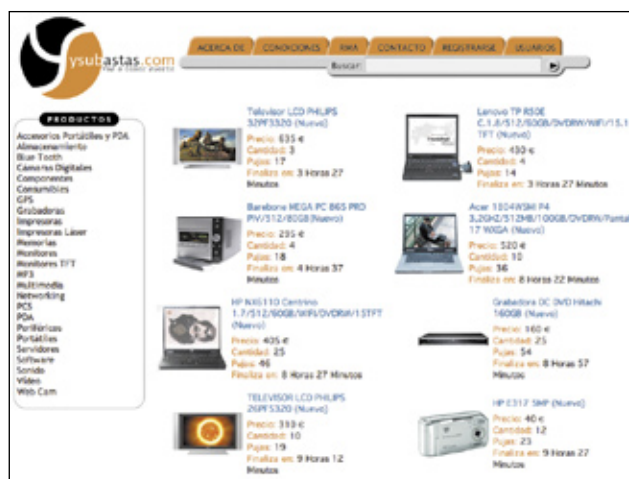 ysubastas.com
ACERCA DE
CONDICIONES
RMA
CONTACTO
REGISTRARSE
USUARIOS
Buscar:
PRODUCTOS
Accesorios Portátiles y PDA
Almacenamiento
Blue Tooth
Cámaras Digitales
Componentes
Consumibles
GPS
Grabadoras
Impresoras
Impresoras Láser
Memorias
Monitores
Monitores TFT
MP3
Multimedia
Networking
PCS
PDA
Periféricos
Portátiles
Servidores
Software
Sonido
Vídeo
Web Cam
Televisor LCD PHILIPS
32PF5320 (Nuevo)
Precio: 635 €
Cantidad: 3
Pujas: 17
Finaliza en: 3 Horas 27
Minutos
Lenovo TP R50E
C.1.6/512/60GB/DVDRW/WIFI/15.1
TFT (Nuevo)
Precio: 430 €
Cantidad: 4
Pujas: 14
Finaliza en: 3 Horas 27 Minutos
Barebone MEGA PC 865 PRO
PIV/512/80GB(Nuevo)
Precio: 295 €
Cantidad: 4
Pujas: 18
Finaliza en: 4 Horas 37
Minutos
Acer 1804WSMI P4
3.2GHZ/512MB/100GB/DVDRW/Pantal
17 WXGA (Nuevo)
Precio: 520 €
Cantidad: 10
Pujas: 36
Finaliza en: 8 Horas 22 Minutos
HP NX6110 Centrino
1.7/512/60GB/WIFI/DVDRW/15TFT
(Nuevo)
Precio: 405 €
Cantidad: 25
Pujas: 46
Finaliza en: 8 Horas 27 Minutos
Grabadora DC DVD Hitachi
160GB (Nuevo)
Precio: 160 €
Cantidad: 25
Pujas: 54
Finaliza en: 8 Horas 57
Minutos
TELEVISOR LCD PHILIPS
26PF5320 (Nuevo)
Precio: 310 €
Cantidad: 10
Pujas: 19
Finaliza en: 9 Horas 12
Minutos
HP E317 5MP (Nuevo)
Precio: 40 €
Cantidad: 12
Pujas: 23
Finaliza en: 9 Horas 27
Minutos